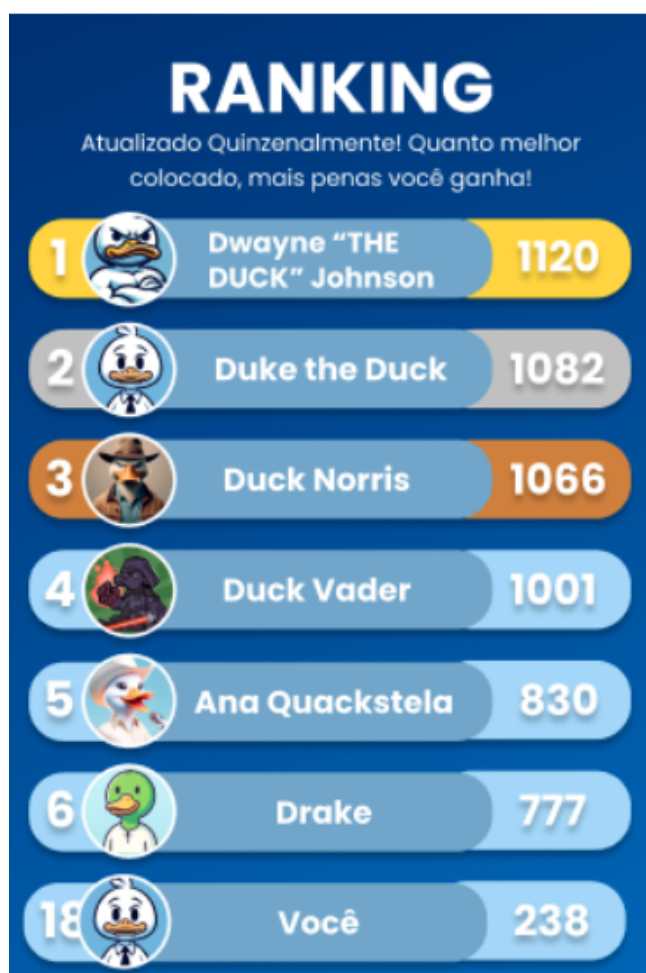 RANKING
Atualizado Quinzenalmente! Quanto melhor
colocado, mais penas você ganha!
1 Dwayne “THE DUCK” Johnson 1120
2 Duke the Duck 1082
3 Duck Norris 1066
4 Duck Vader 1001
5 Ana Quackstela 830
6 Drake 777
18 Você 238